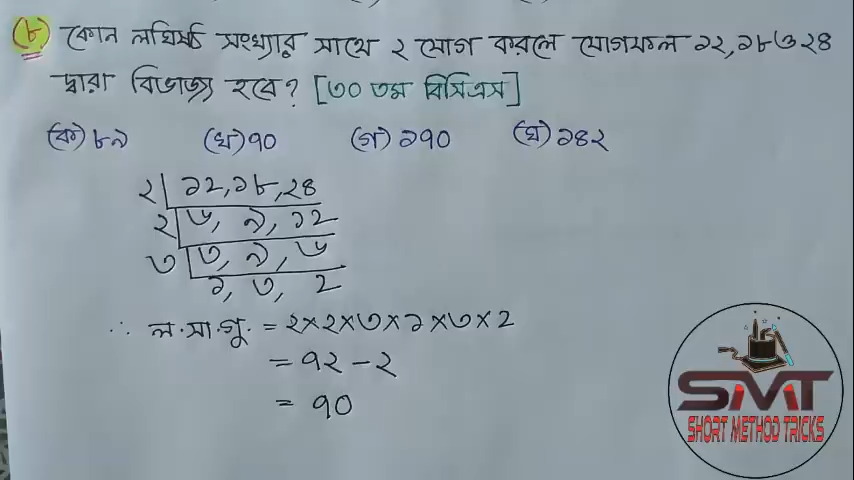 (৮) কোন লঘিষ্ঠ সংখ্যার সাথে ২ যোগ করলে যোগফল ১২,১৮ ও ২৪
দ্বারা বিভাজ্য হবে? [৩০ তম বিসিএস]
(ক) ৮৯ (খ) ৭০ (গ) ১৭০ (ঘ) ১৪২
২ | ১২, ১৮, ২৪
২ | ৬, ৯, ১২
৩ | ৩, ৯, ৬
১, ৩, ২
∴ ল.সা.গু. = ২×২×৩×১×৩×২
= ৭২ - ২
= ৭০
SMT
SHORT METHOD TRICKS